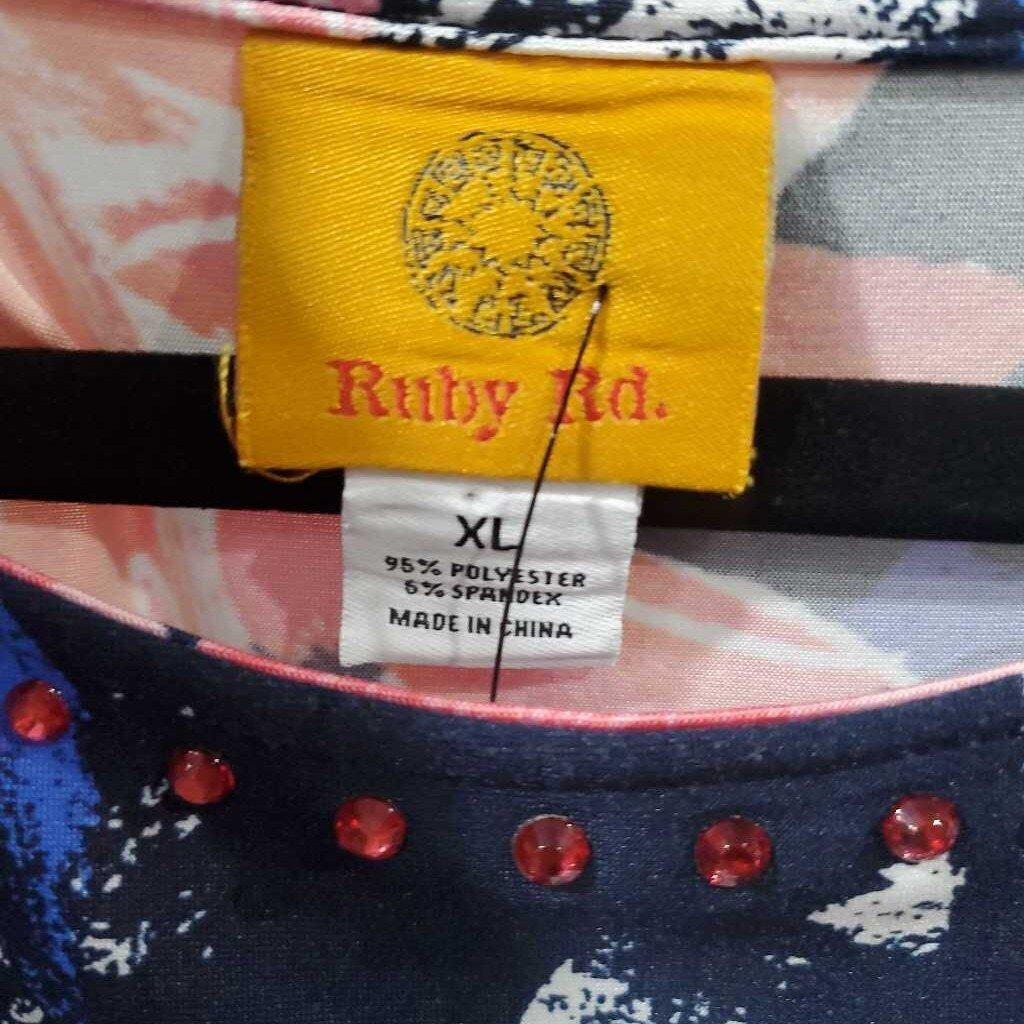 Ruby Rd.
XL
95% POLYESTER
5% SPANDEX
MADE IN CHINA